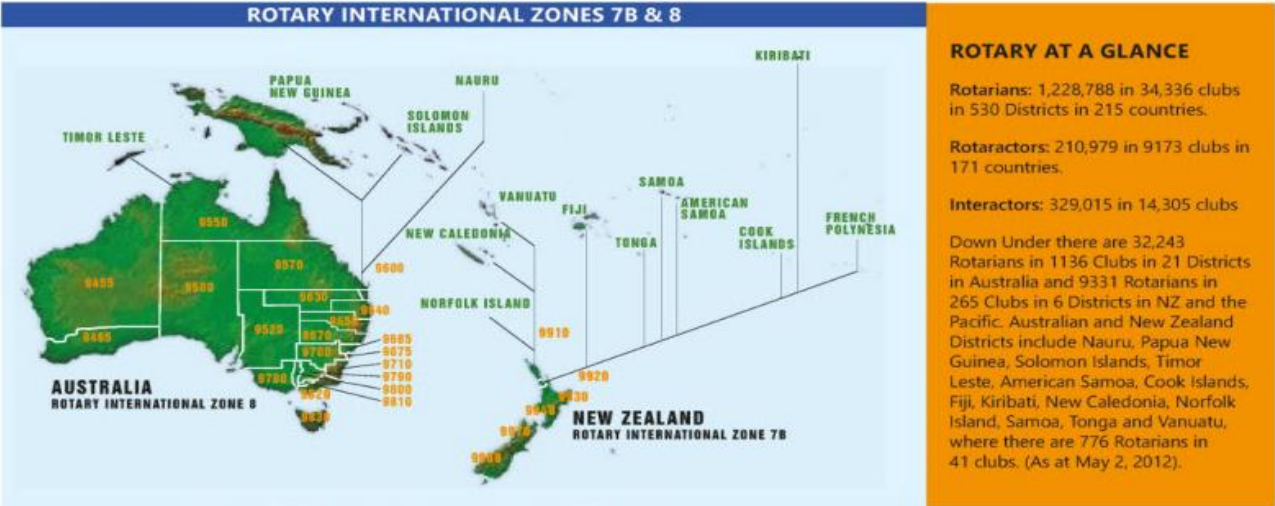 ROTARY INTERNATIONAL ZONES 7B & 8
KIRIBATI
PAPUA
NEW GUINEA
NAURU
SOLOMON
ISLANDS
TIMOR LESTE
VANUATU
FIJI
SAMOA
AMERICAN
SAMOA
NEW CALEDONIA
TONGA
COOK
ISLANDS
FRENCH
POLYNESIA
NORFOLK ISLAND
9550
9570
9600
9455
9500
9630
9640
9520
9465
9670
9700
9685
9675
9710
9790
9800
9810
9780
9820
9910
9920
AUSTRALIA
ROTARY INTERNATIONAL ZONE 8
NEW ZEALAND
ROTARY INTERNATIONAL ZONE 7B
ROTARY AT A GLANCE
Rotarians: 1,228,788 in 34,336 clubs
in 530 Districts in 215 countries.
Rotaractors: 210,979 in 9173 clubs in
171 countries.
Interactors: 329,015 in 14,305 clubs
Down Under there are 32,243
Rotarians in 1136 Clubs in 21 Districts
in Australia and 9331 Rotarians in
265 Clubs in 6 Districts in NZ and the
Pacific. Australian and New Zealand
Districts include Nauru, Papua New
Guinea, Solomon Islands, Timor
Leste, American Samoa, Cook Islands,
Fiji, Kiribati, New Caledonia, Norfolk
Island, Samoa, Tonga and Vanuatu,
where there are 776 Rotarians in
41 clubs. (As at May 2, 2012).